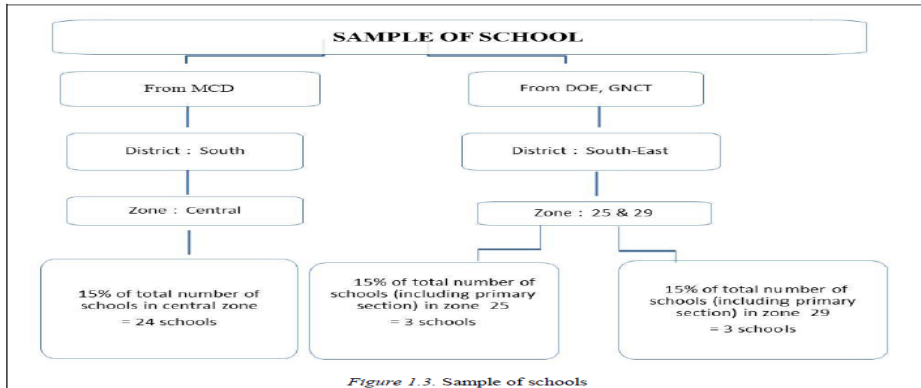 SAMPLE OF SCHOOL
From MCD
From DOE, GNCT
District : South
District : South-East
Zone : Central
Zone : 25 & 29
15% of total number of
schools in central zone
= 24 schools
15% of total number of
schools (including primary
section) in zone 25
= 3 schools
15% of total number of
schools (including primary
section) in zone 29
= 3 schools
Figure 1.3. Sample of schools